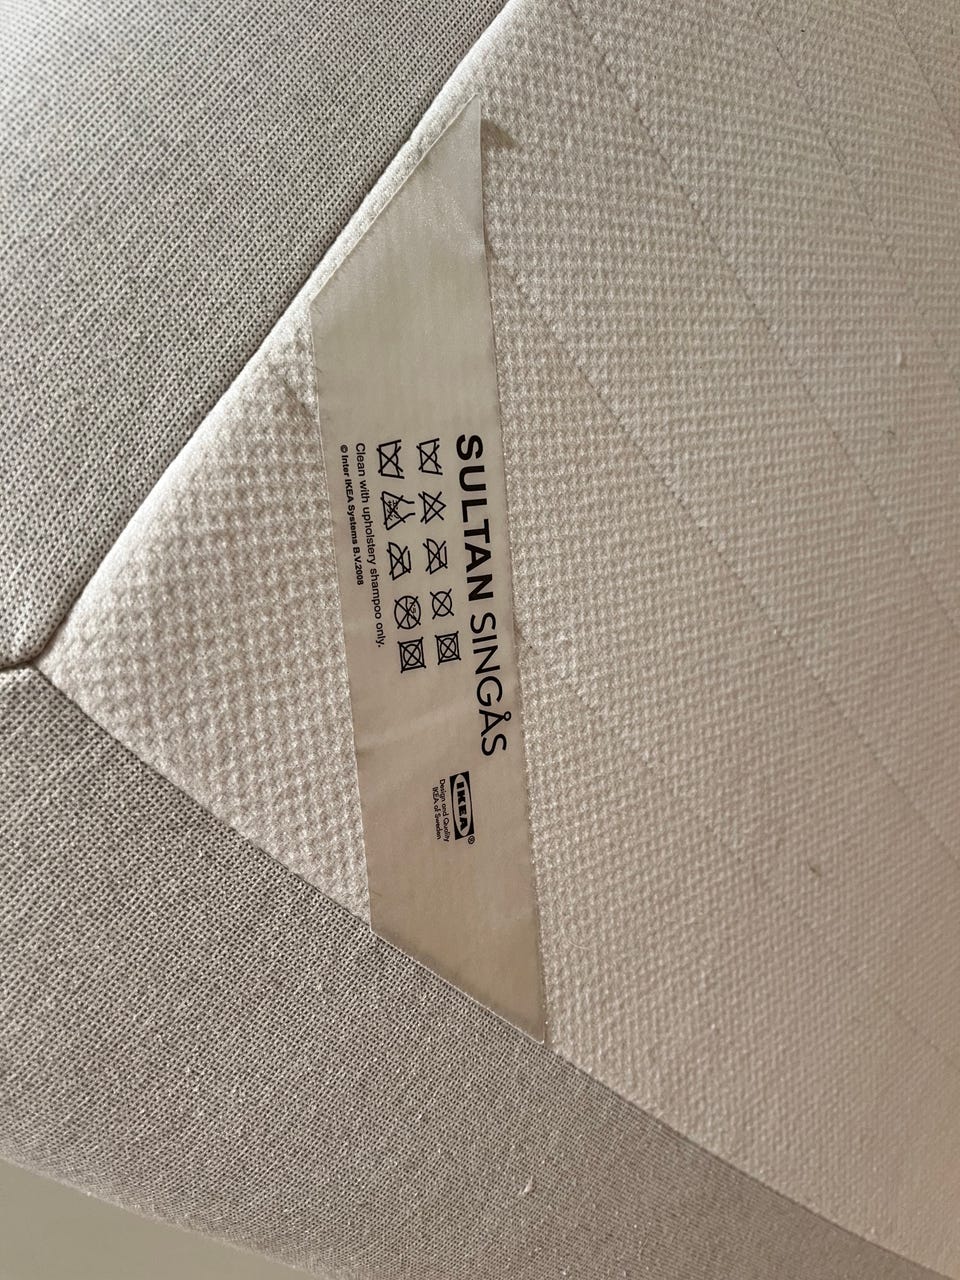 SULTAN SINGÅS
Clean with upholstery shampoo only.
© Inter IKEA Systems B.V.2008
IKEA®
Design and Quality
IKEA of Sweden